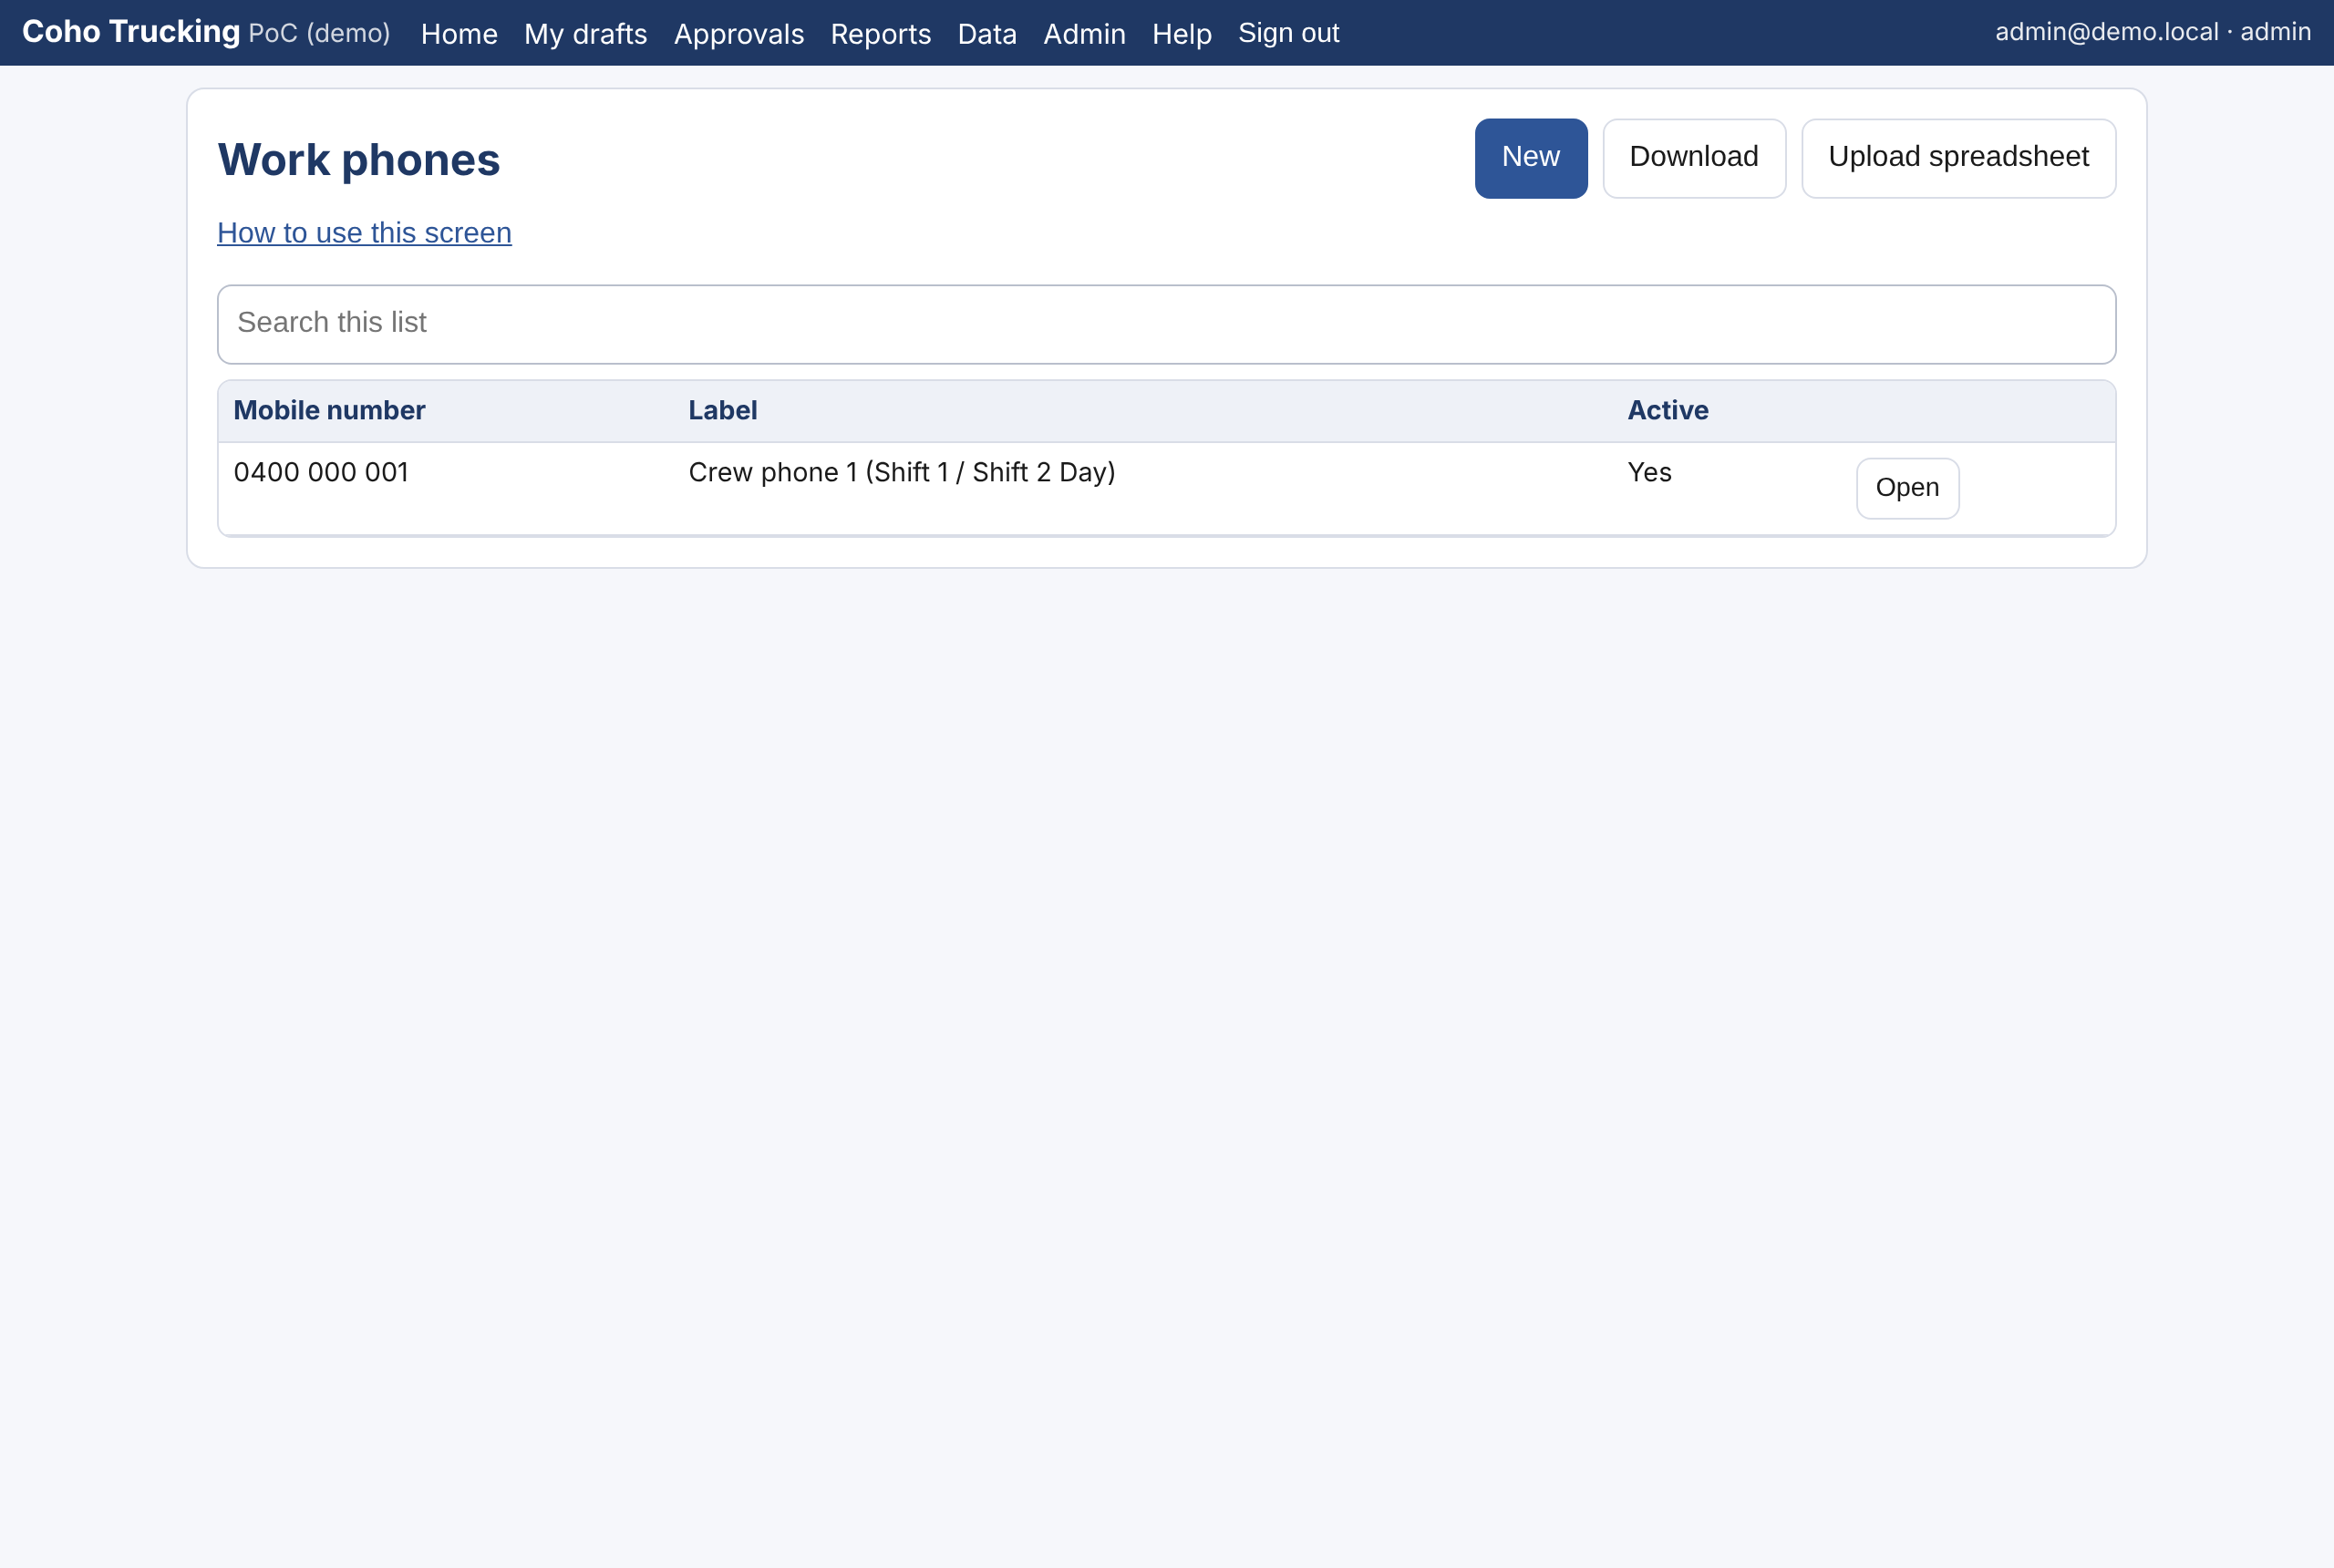 Coho Trucking PoC (demo) Home My drafts Approvals Reports Data Admin Help Sign out admin@demo.local · admin
Work phones New Download Upload spreadsheet
How to use this screen
Search this list
Mobile number Label Active
0400 000 001 Crew phone 1 (Shift 1 / Shift 2 Day) Yes Open